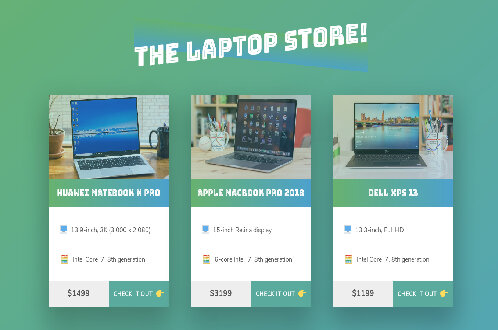 THE LAPTOP STORE!
HUAWEI MATEBOOK X PRO
APPLE MACBOOK PRO 2018
DELL XPS 13
13.9-inch, 3K (3,000 x 2,080)
15-inch Retina display
13.3-inch, Full HD
Intel Core i7, 8th generation
6-core Intel i7, 8th generation
Intel Core i7, 8th generation
$1499
CHECK IT OUT
$3199
CHECK IT OUT
$1199
CHECK IT OUT